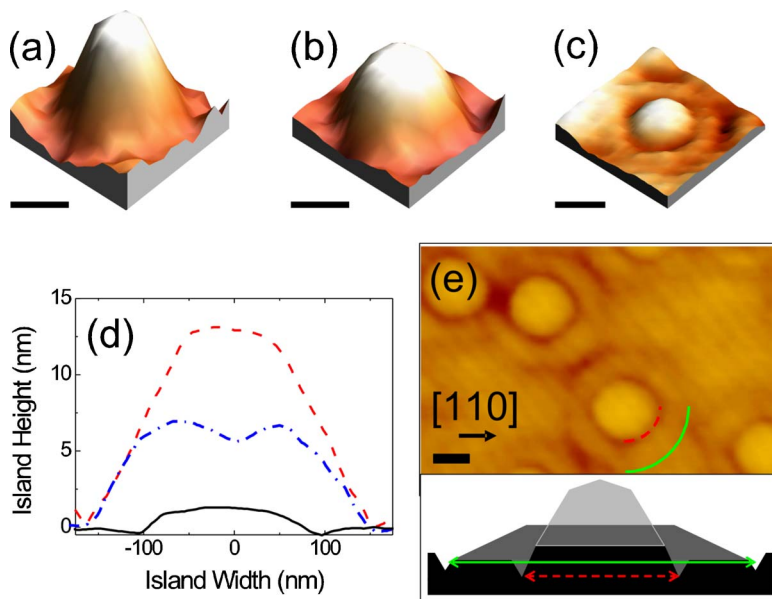 (a)
(b)
(c)
(d)
15
10
5
0
-100
0
100
Island Height (nm)
Island Width (nm)
(e)
[110]